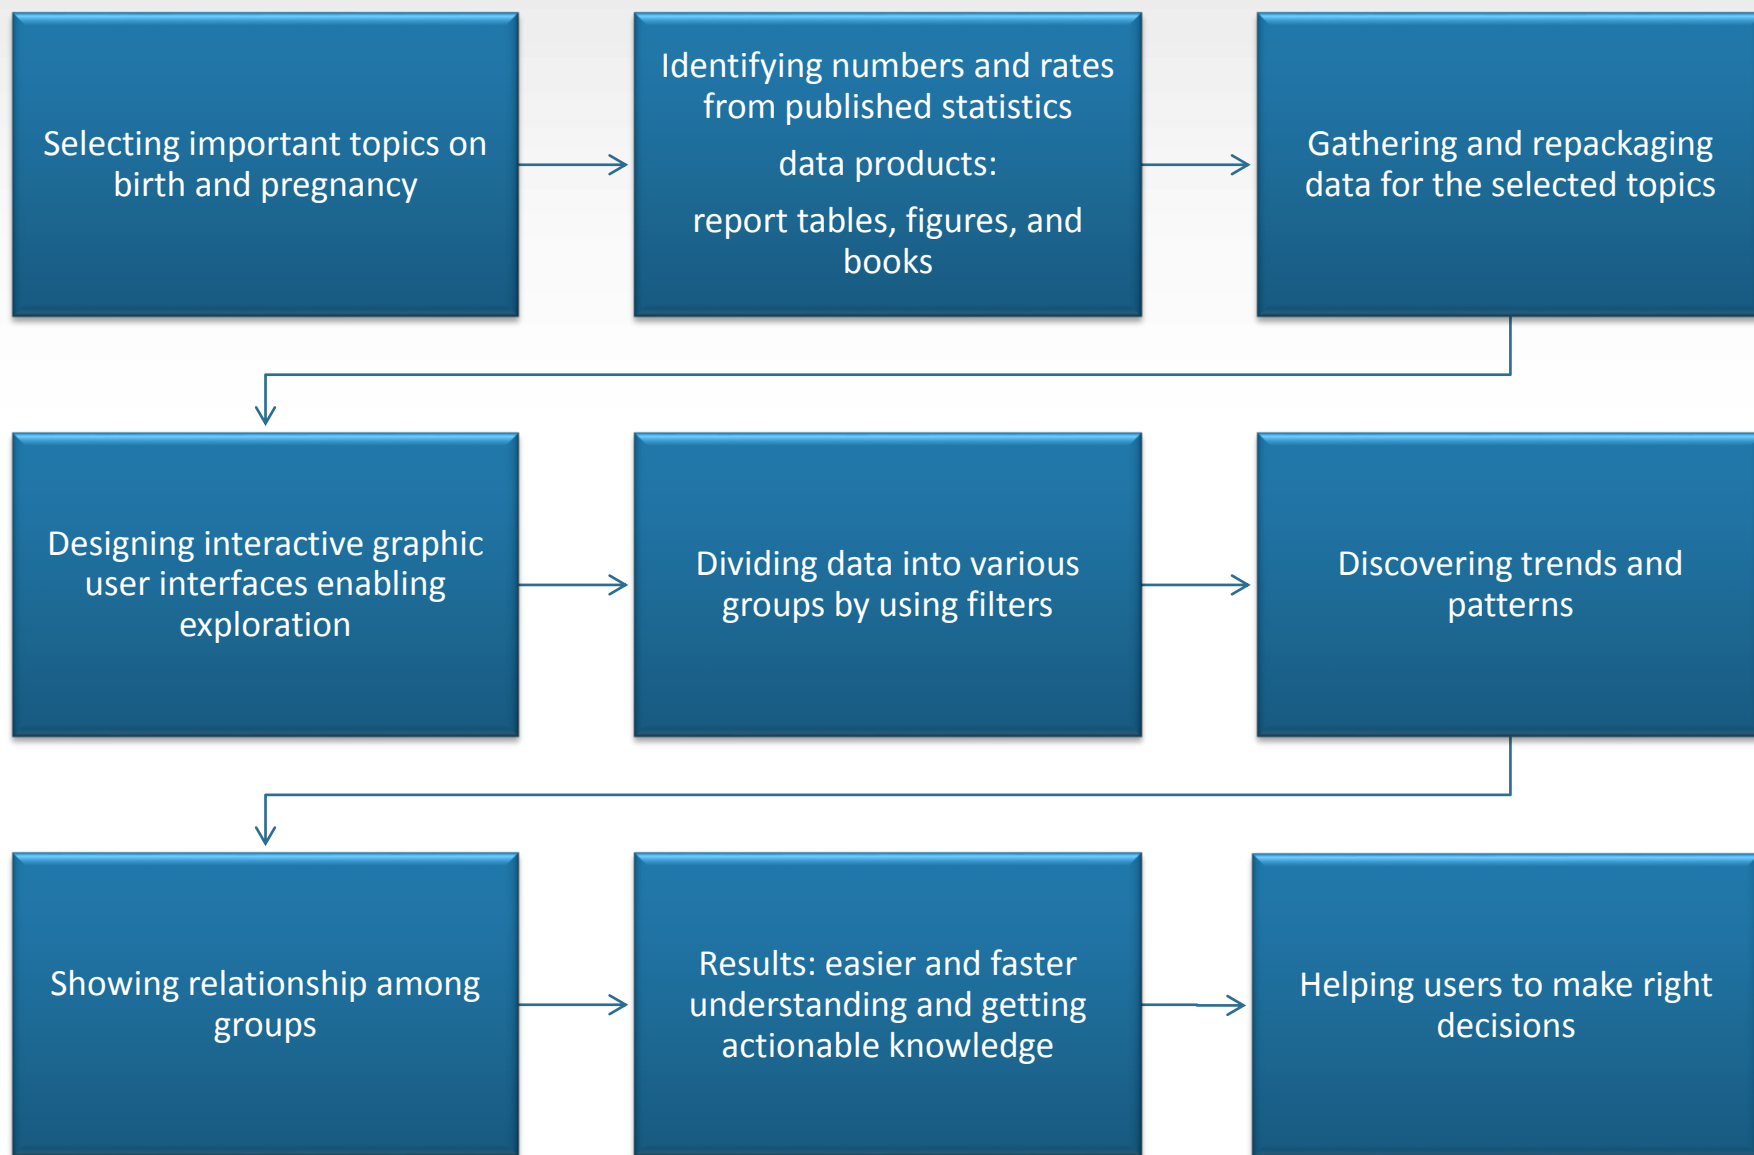 Selecting important topics on
birth and pregnancy
Identifying numbers and rates
from published statistics
data products:
report tables, figures, and
books
Gathering and repackaging
data for the selected topics
Designing interactive graphic
user interfaces enabling
exploration
Dividing data into various
groups by using filters
Discovering trends and
patterns
Showing relationship among
groups
Results: easier and faster
understanding and getting
actionable knowledge
Helping users to make right
decisions